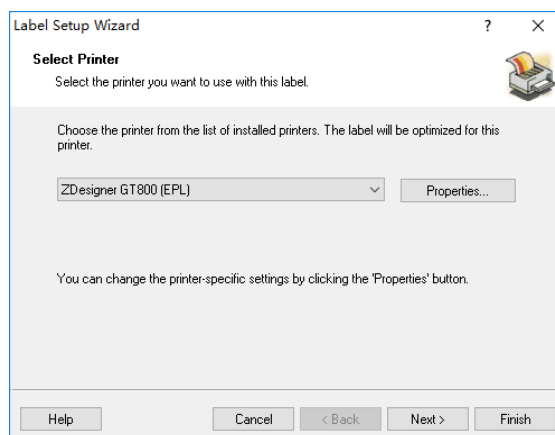 Label Setup Wizard ?
Select Printer
Select the printer you want to use with this label.
Choose the printer from the list of installed printers. The label will be optimized for this
printer.
ZDesigner GT800 (EPL) Properties...
You can change the printer-specific settings by clicking the 'Properties' button.
Help Cancel < Back Next > Finish